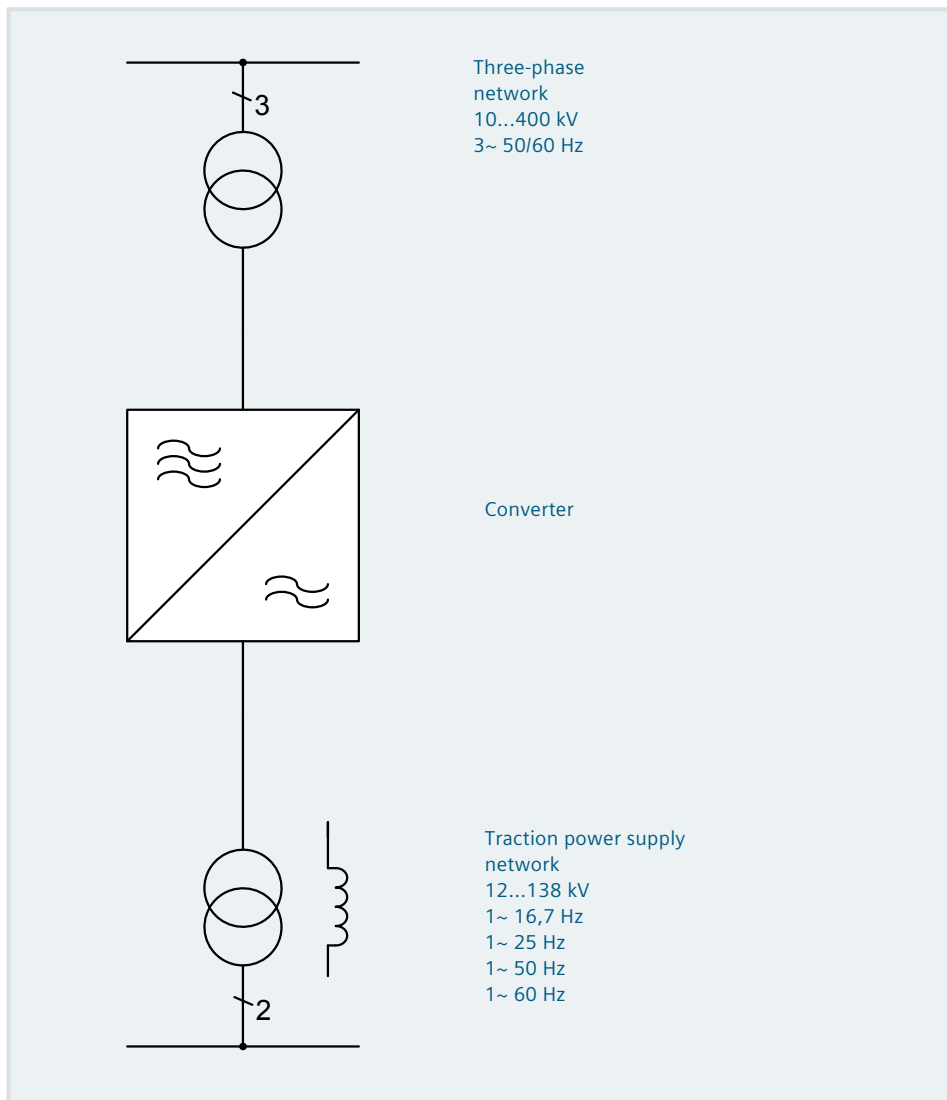 Three-phase
network
10...400 kV
3~ 50/60 Hz
3
Converter
Traction power supply
network
12...138 kV
1~ 16,7 Hz
1~ 25 Hz
1~ 50 Hz
1~ 60 Hz
2